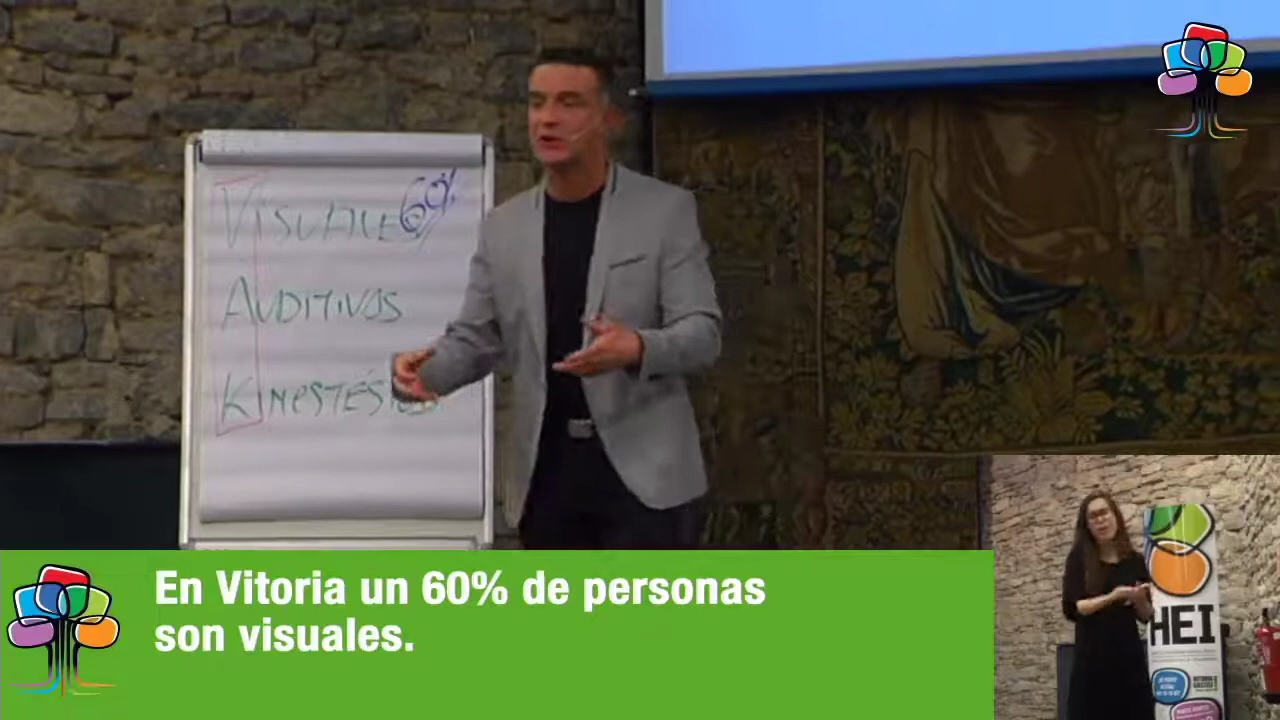 VISUALES 60%
AUDITIVOS
KINESTÉSICOS
En Vitoria un 60% de personas
son visuales.
HEI